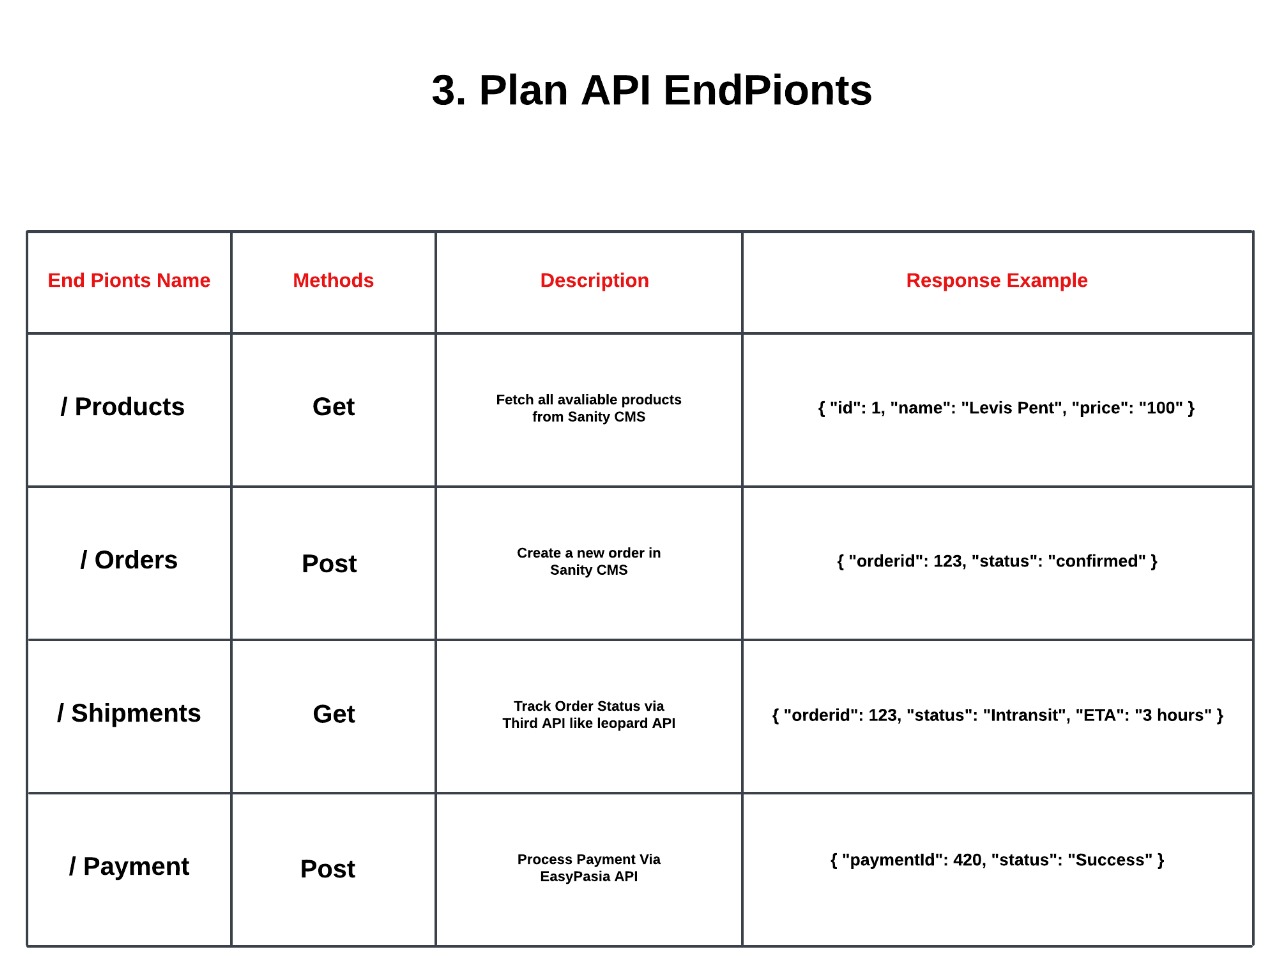 3. Plan API EndPionts
End Pionts Name
Methods
Description
Response Example
/ Products
Get
Fetch all avaliable products
from Sanity CMS
{ "id": 1, "name": "Levis Pent", "price": "100" }
/ Orders
Post
Create a new order in
Sanity CMS
{ "orderid": 123, "status": "confirmed" }
/ Shipments
Get
Track Order Status via
Third API like leopard API
{ "orderid": 123, "status": "Intransit", "ETA": "3 hours" }
/ Payment
Post
Process Payment Via
EasyPasia API
{ "paymentId": 420, "status": "Success" }